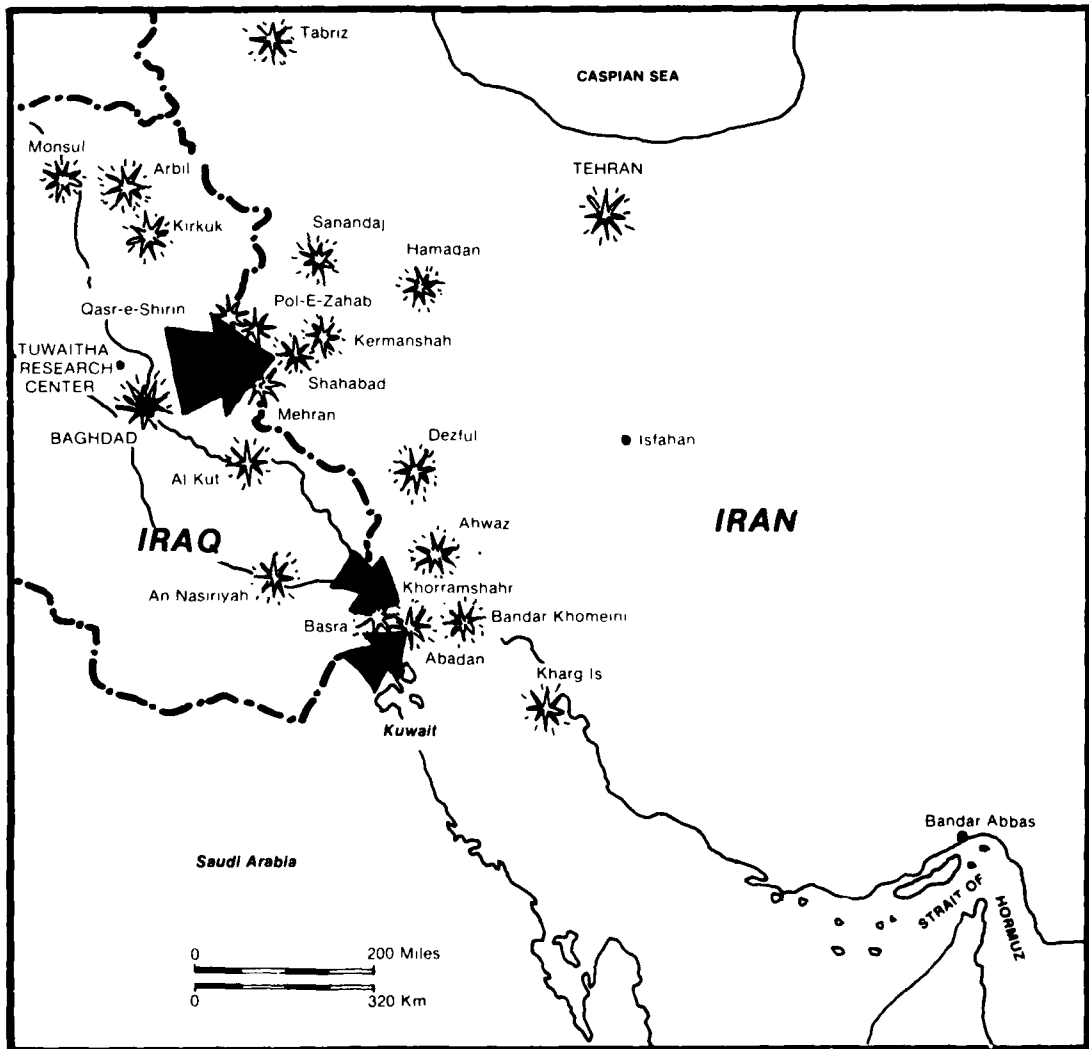 Tabriz
CASPIAN SEA
Monsul
Arbil
TEHRAN
Kirkuk
Sanandaj
Hamadan
Qasr-e-Shirin
Pol-E-Zahab
Kermanshah
TUWAITHA
RESEARCH
CENTER
Shahabad
Mehran
BAGHDAD
Dezful
Isfahan
Al Kut
IRAQ
IRAN
Ahwaz
An Nasiriyah
Khorramshahr
Basra
Bandar Khomeini
Abadan
Kharg Is
Kuwait
Bandar Abbas
Saudi Arabia
STRAIT OF
HORMUZ
0 200 Miles
0 320 Km